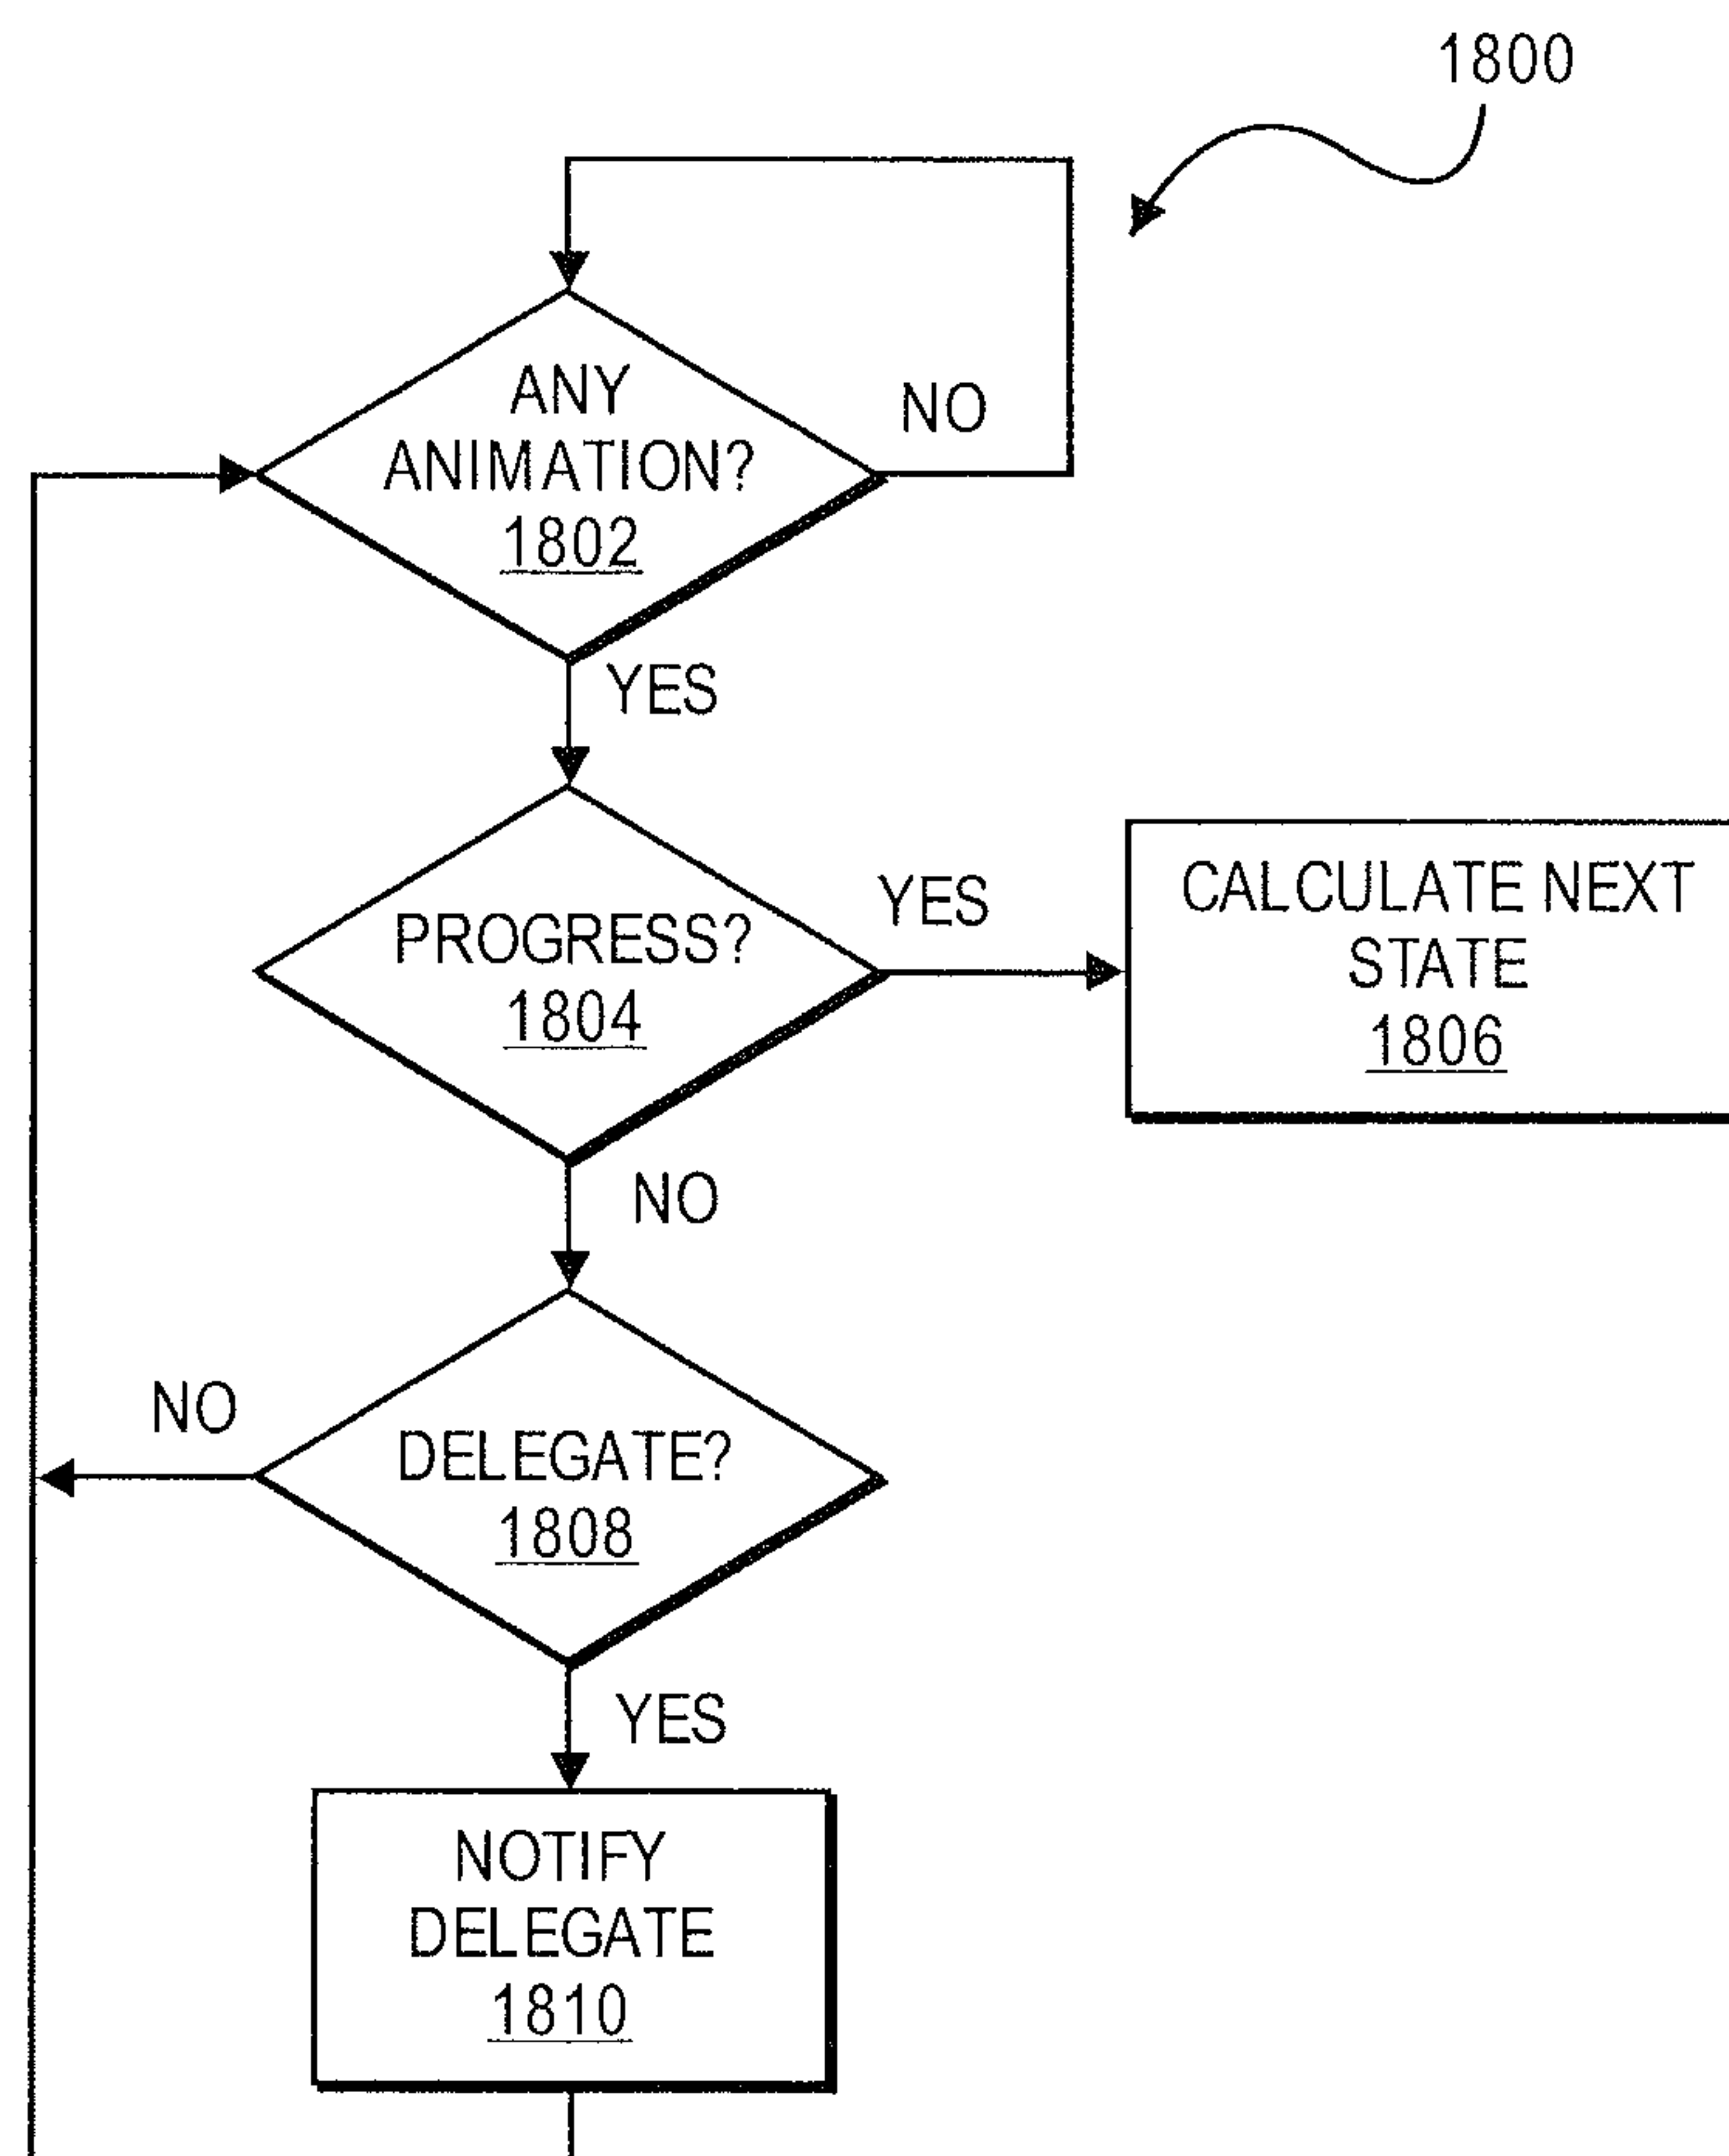 1800
ANY
ANIMATION?
1802
NO
YES
PROGRESS?
1804
YES
CALCULATE NEXT
STATE
1806
NO
DELEGATE?
1808
NO
YES
NOTIFY
DELEGATE
1810